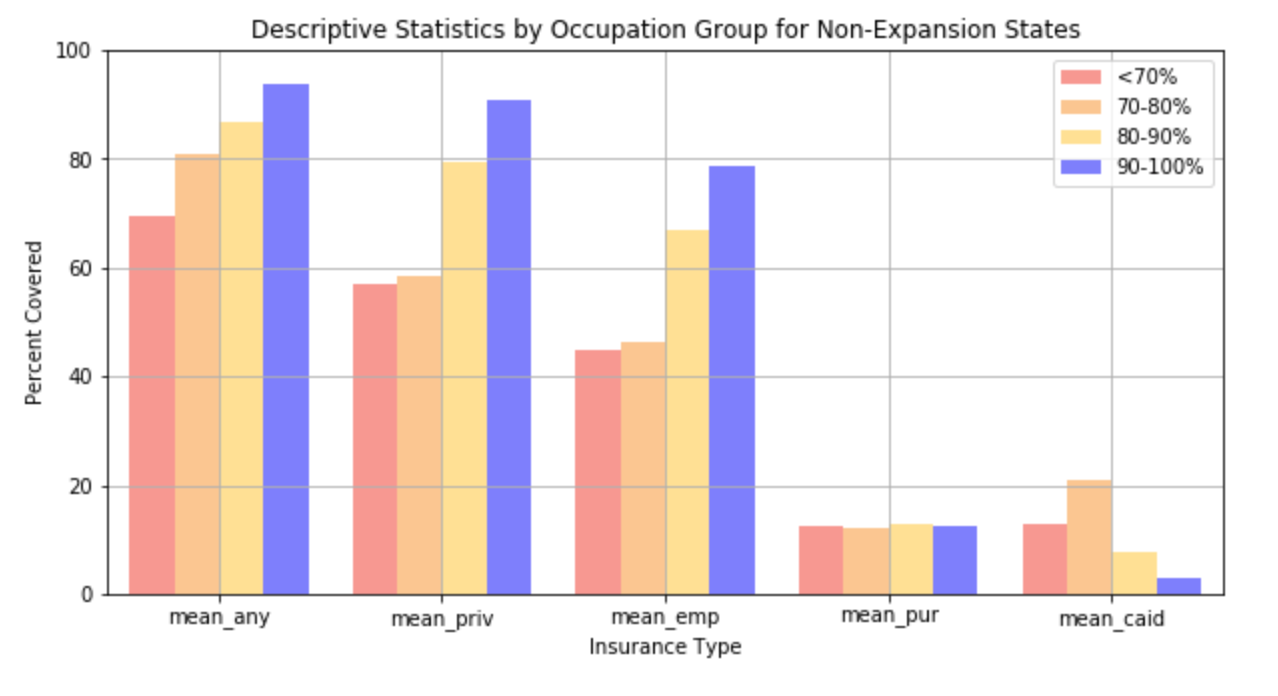 Descriptive Statistics by Occupation Group for Non-Expansion States
100
80
60
40
20
0
Percent Covered
<70%
70-80%
80-90%
90-100%
mean_any
mean_priv
mean_emp
mean_pur
mean_caid
Insurance Type